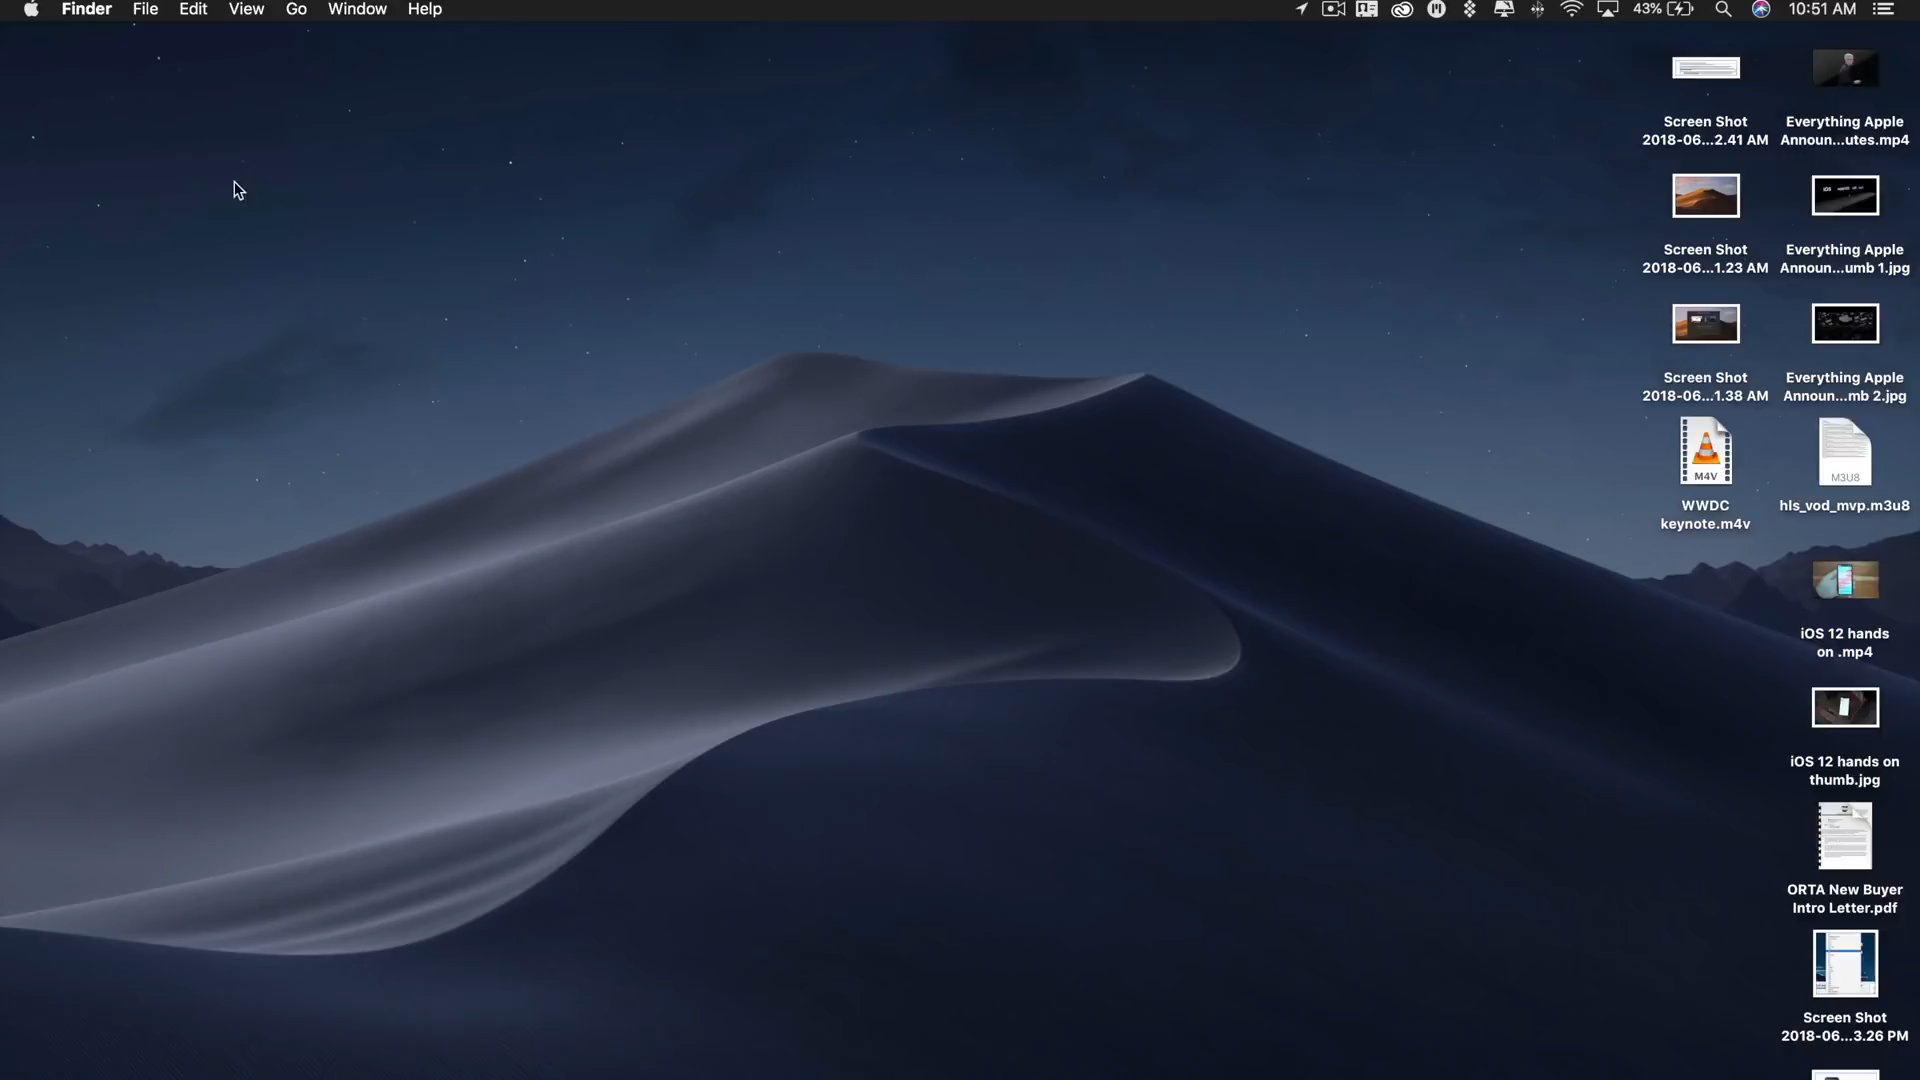 Finder File Edit View Go Window Help
43% 10:51 AM
Screen Shot
2018-06...2.41 AM
Everything Apple
Announ...utes.mp4
Screen Shot
2018-06...1.23 AM
Everything Apple
Announ...umb 1.jpg
Screen Shot
2018-06...1.38 AM
Everything Apple
Announ...mb 2.jpg
M4V
WWDC
keynote.m4v
M3U8
hls_vod_mvp.m3u8
iOS 12 hands
on .mp4
iOS 12 hands on
thumb.jpg
ORTA New Buyer
Intro Letter.pdf
Screen Shot
2018-06...3.26 PM